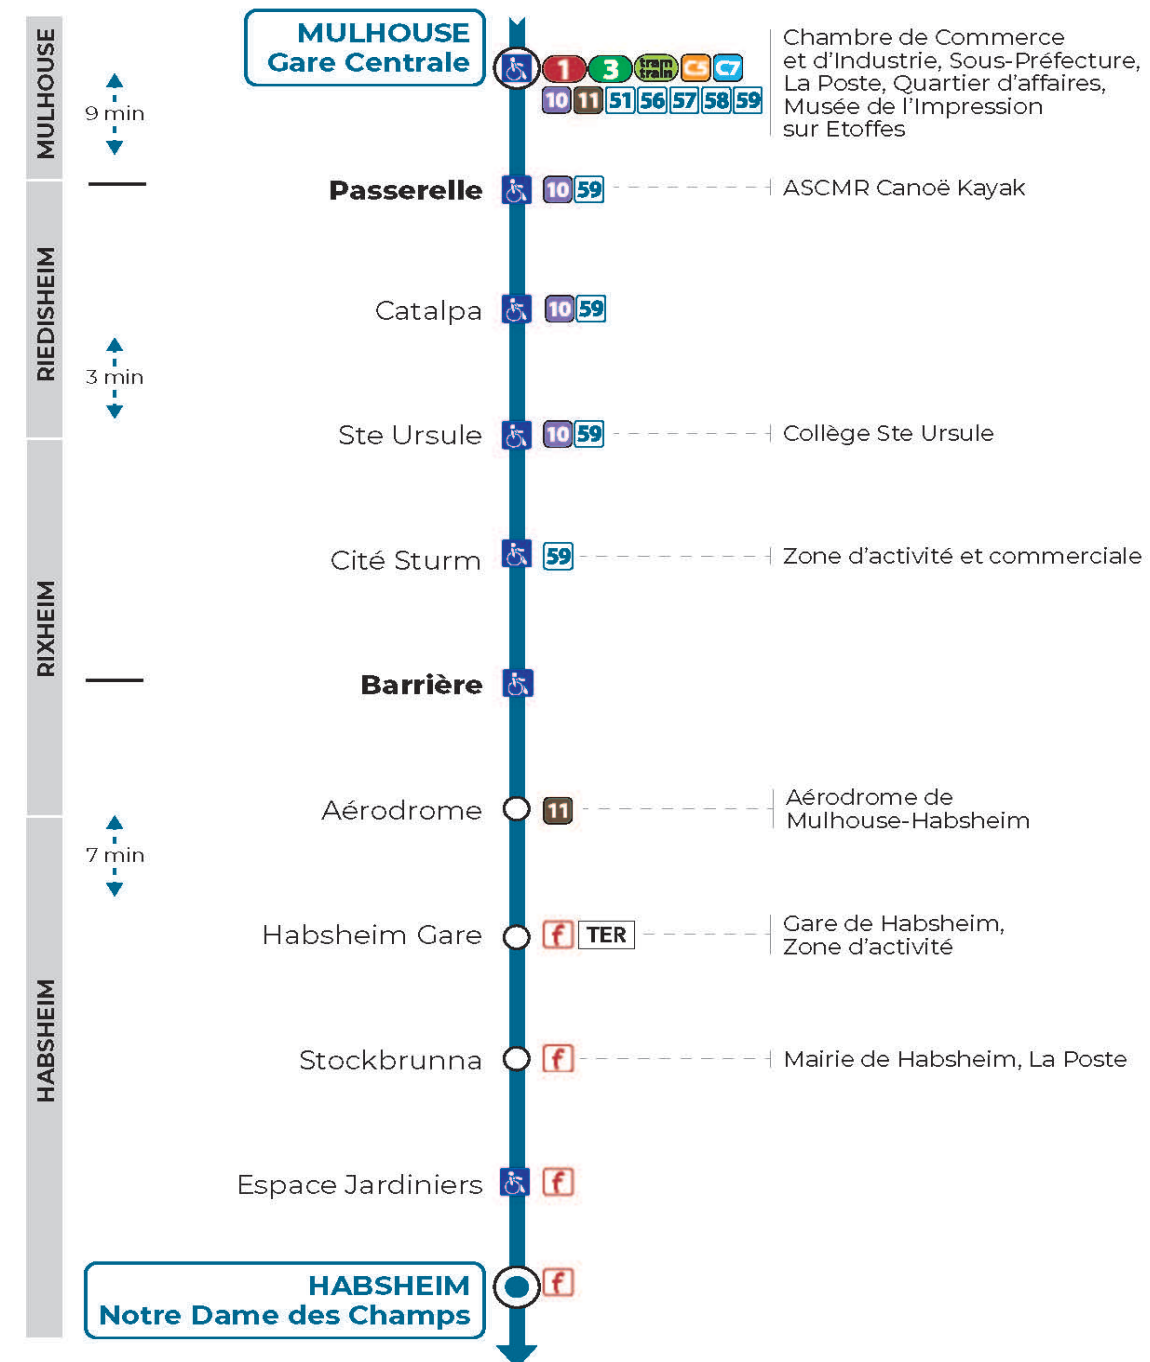 MULHOUSE
Gare Centrale
1 3 tram train C5 C7
10 11 51 56 57 58 59
Chambre de Commerce
et d'Industrie, Sous-Préfecture,
La Poste, Quartier d'affaires,
Musée de l'Impression
sur Etoffes
MULHOUSE
9 min
Passerelle 10 59 ASCMR Canoë Kayak
RIEDISHEIM
Catalpa 10 59
3 min
Ste Ursule 10 59 Collège Ste Ursule
RIXHEIM
Cité Sturm 59 Zone d'activité et commerciale
Barrière
Aérodrome 11
Aérodrome de
Mulhouse-Habsheim
7 min
HABSHEIM
Habsheim Gare f TER
Gare de Habsheim,
Zone d'activité
Stockbrunna f Mairie de Habsheim, La Poste
Espace Jardiniers f
HABSHEIM
Notre Dame des Champs
f